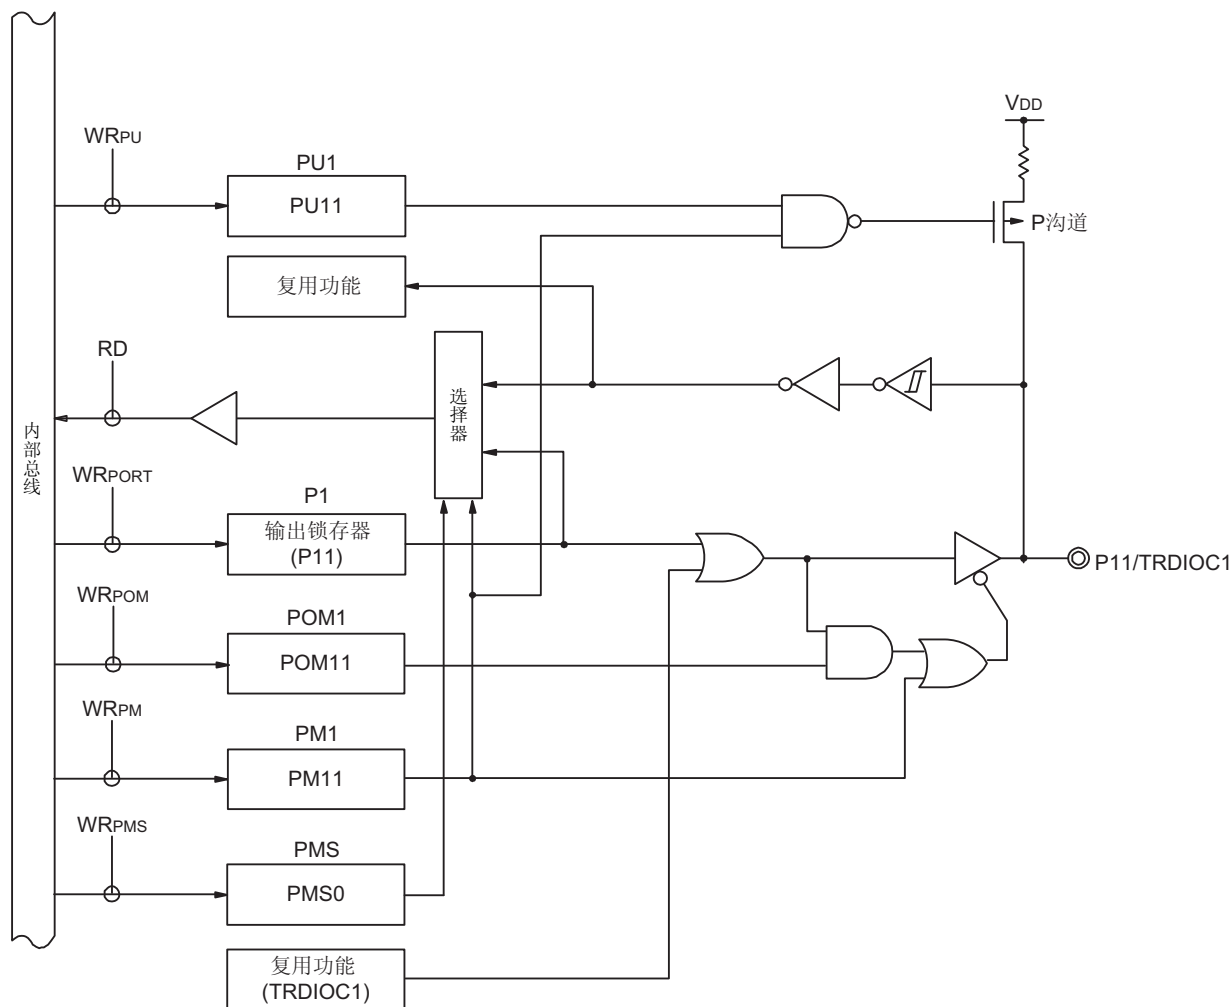 VDD
WRPU
PU1
PU11
P沟道
复用功能
RD
选择器
内部总线
WRPORT
P1
输出锁存器
(P11)
P11/TRDIOC1
WRPOM
POM1
POM11
WRPM
PM1
PM11
WRPMS
PMS
PMS0
复用功能
(TRDIOC1)